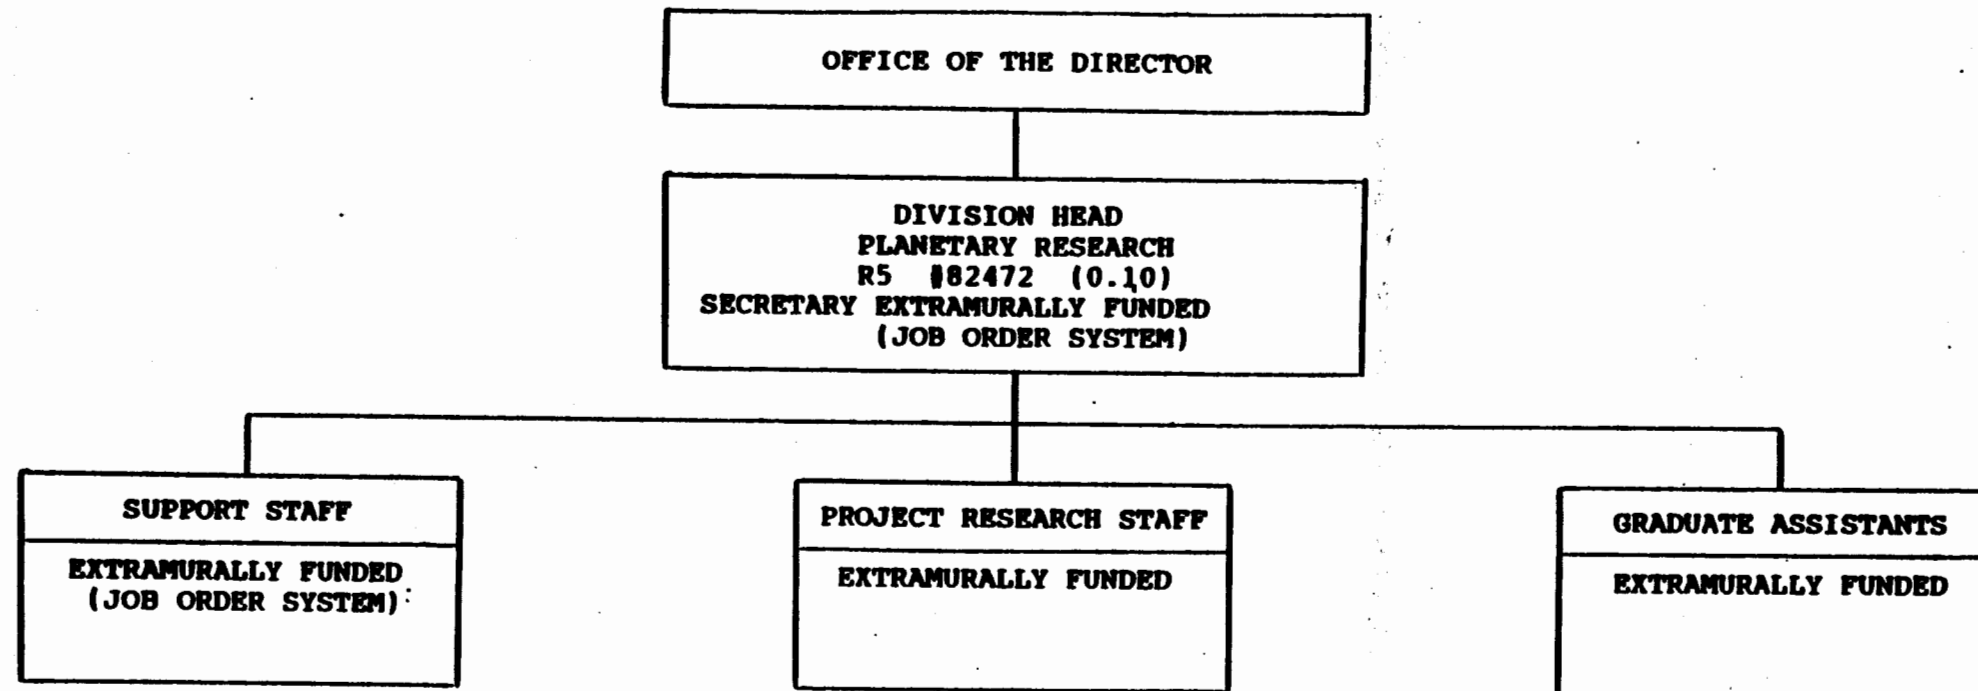 OFFICE OF THE DIRECTOR
DIVISION HEAD
PLANETARY RESEARCH
R5 #82472 (0.10)
SECRETARY EXTRAMURALLY FUNDED
(JOB ORDER SYSTEM)
SUPPORT STAFF
EXTRAMURALLY FUNDED
(JOB ORDER SYSTEM)
PROJECT RESEARCH STAFF
EXTRAMURALLY FUNDED
GRADUATE ASSISTANTS
EXTRAMURALLY FUNDED